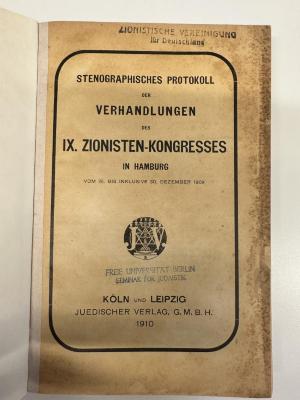 ZIONISTISCHE VEREINIGUNG
für Deutschland
STENOGRAPHISCHES PROTOKOLL
DER
VERHANDLUNGEN
DES
IX. ZIONISTEN-KONGRESSES
IN HAMBURG
VOM 26. BIS INKLUSIVE 30. DEZEMBER 1909
FREIE UNIVERSITÄT BERLIN
SEMINAR FÜR JUDAISTIK
KÖLN UND LEIPZIG
JUEDISCHER VERLAG, G. M. B. H.
1910